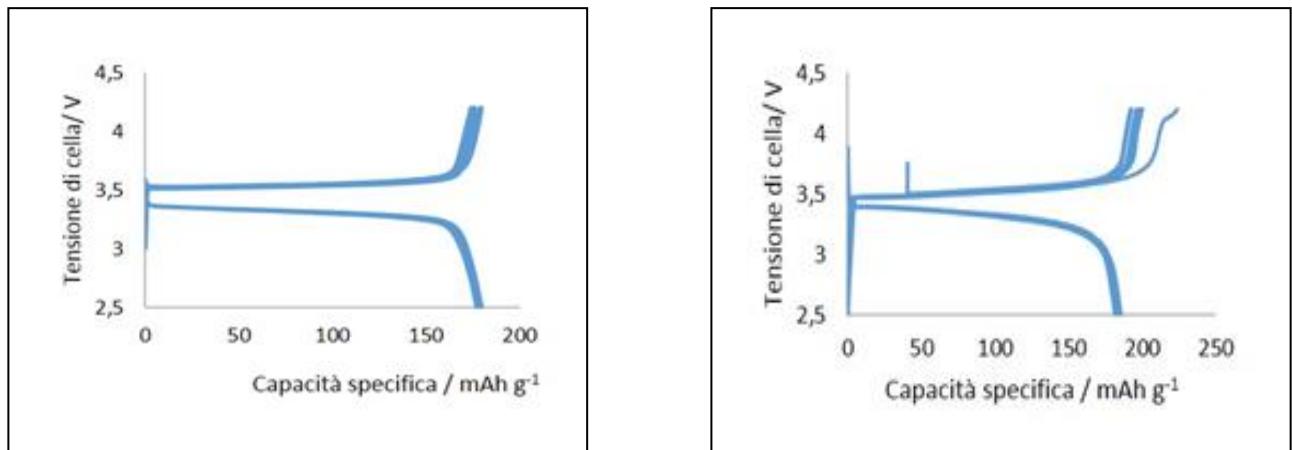 4,5
4
3,5
3
2,5
Tensione di cella/ V
0 50 100 150 200
Capacità specifica / mAh g-1
4,5
4
3,5
3
2,5
Tensione di cella/ V
0 50 100 150 200 250
Capacità specifica / mAh g-1